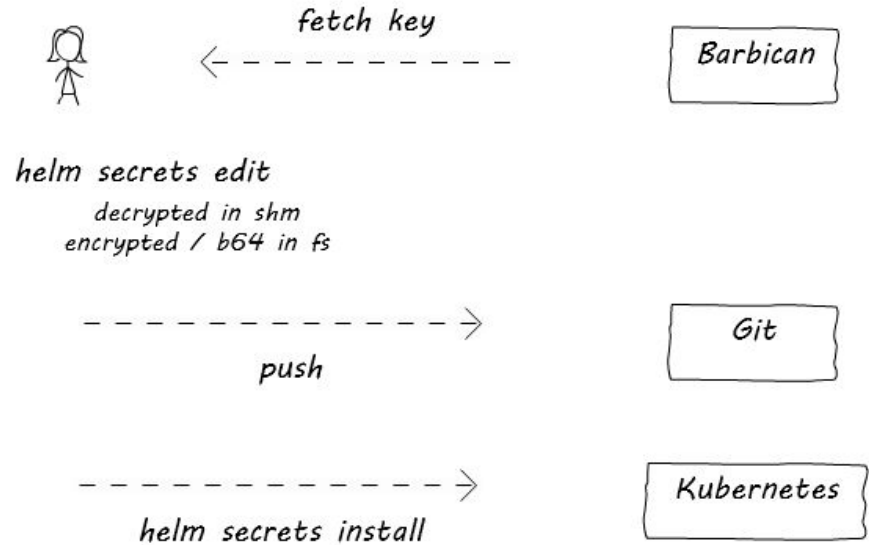 fetch key
Barbican
helm secrets edit
decrypted in shm
encrypted / b64 in fs
Git
push
Kubernetes
helm secrets install